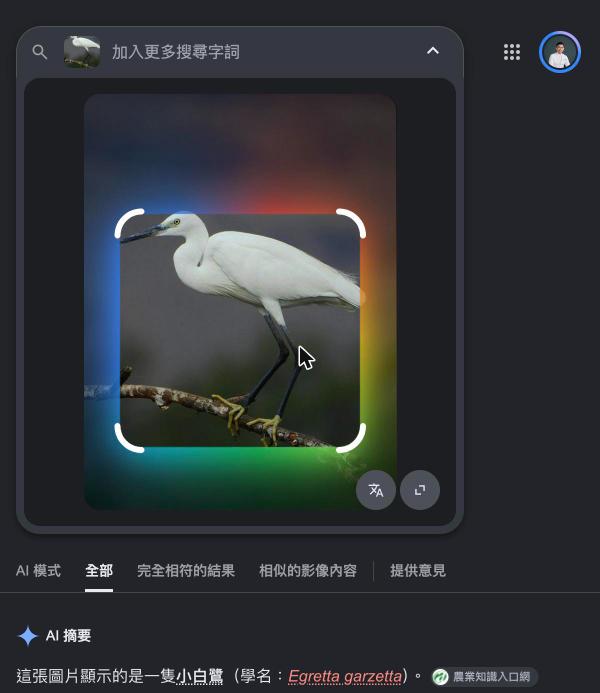 加入更多搜尋字詞
AI 模式 全部 完全相符的結果 相似的影像內容 提供意見
AI 摘要
這張圖片顯示的是一隻小白鷺（學名：Egretta garzetta）。 農業知識入口網